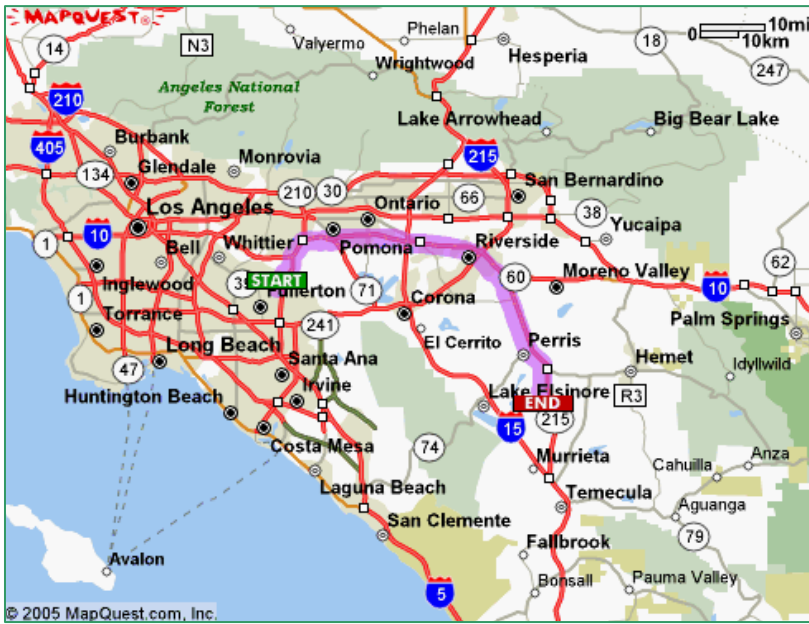 MAPQUEST
10mi
0
10km
14
N3
Valyermo
Phelan
Hesperia
18
247
Wrightwood
210
Angeles National
Forest
Lake Arrowhead
Big Bear Lake
405
Burbank
215
134
Glendale
Monrovia
210
30
66
San Bernardino
Ontario
38
Los Angeles
Yucaipa
1
10
Bell
Whittier
Pomona
Riverside
62
START
60
Moreno Valley
10
Inglewood
Fullerton
71
1
Torrance
Corona
Palm Springs
241
El Cerrito
Long Beach
Perris
Santa Ana
Hemet
47
Irvine
Idyllwild
Huntington Beach
Lake Elsinore
END
R3
215
15
Costa Mesa
74
Murrieta
Anza
Cahuilla
Laguna Beach
Temecula
Aguanga
San Clemente
79
Avalon
Fallbrook
Bonsall
Pauma Valley
5
© 2005 MapQuest.com, Inc.